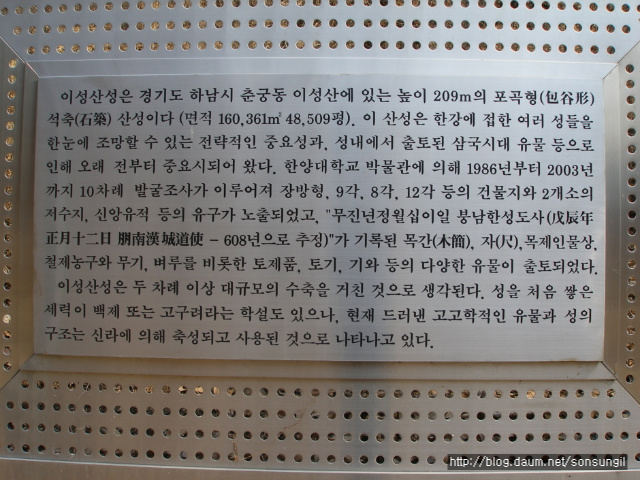 이성산성은 경기도 하남시 춘궁동 이성산에 있는 높이 209m의 포곡형(包谷形)
석축(石築) 산성이다 (면적 160,361㎡ 48,509평). 이 산성은 한강에 접한 여러 성들을
한눈에 조망할 수 있는 전략적인 중요성과, 성내에서 출토된 삼국시대 유물 등으로
인해 오래 전부터 중요시되어 왔다. 한양대학교 박물관에 의해 1986년부터 2003년
까지 10차례 발굴조사가 이루어져 장방형, 9각, 8각, 12각 등의 건물지와 2개소의
저수지, 신앙유적 등의 유구가 노출되었고, "무진년정월십이일 붕남한성도사(戊辰年
正月十二日 朋南漢城道使 - 608년으로 추정)"가 기록된 목간(木簡), 자(尺), 목제인물상,
철제농구와 무기, 벼루를 비롯한 토제품, 토기, 기와 등의 다양한 유물이 출토되었다.
이성산성은 두 차례 이상 대규모의 수축을 거친 것으로 생각된다. 성을 처음 쌓은
세력이 백제 또는 고구려라는 학설도 있으나, 현재 드러낸 고고학적인 유물과 성의
구조는 신라에 의해 축성되고 사용된 것으로 나타나고 있다.
http://blog.daum.net/sonsungil